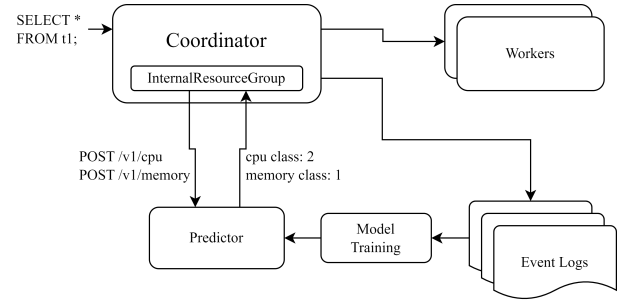 SELECT *
FROM t1;
Coordinator
InternalResourceGroup
Workers
POST /v1/cpu
POST /v1/memory
cpu class: 2
memory class: 1
Predictor
Model
Training
Event Logs